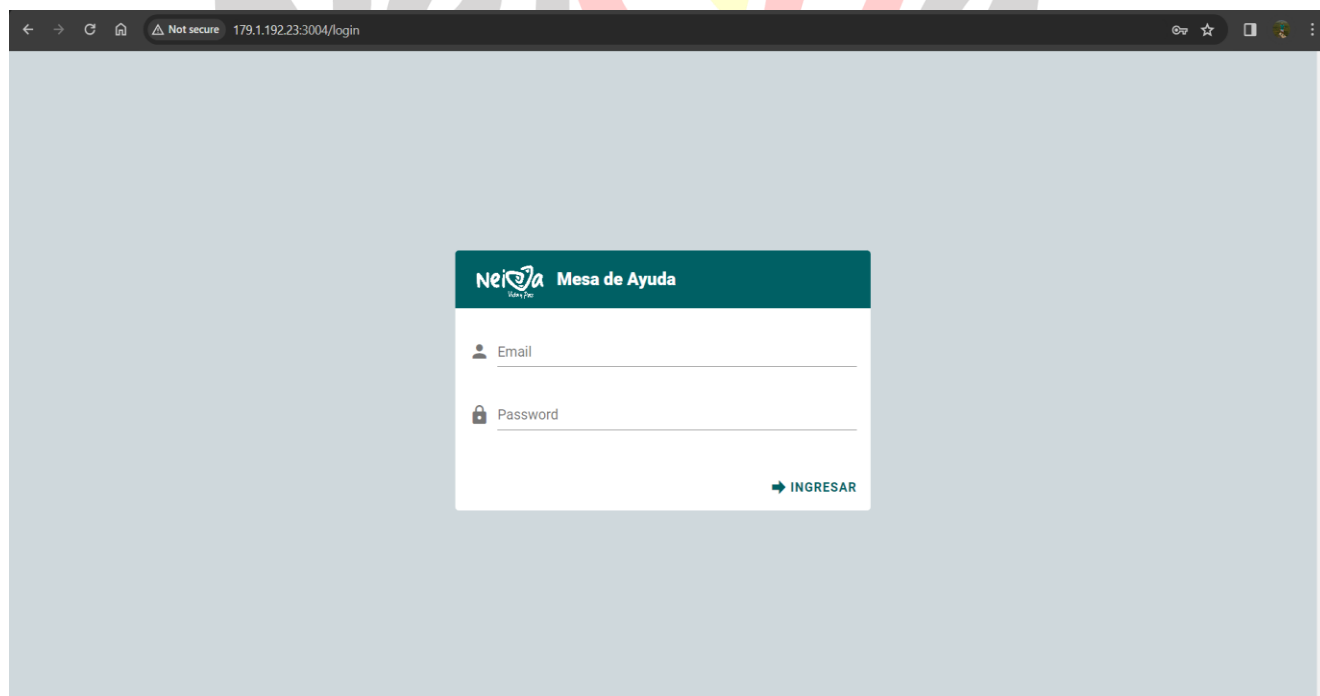 Not secure 179.1.192.23:3004/login
Neiva Mesa de Ayuda
Email
Password
INGRESAR